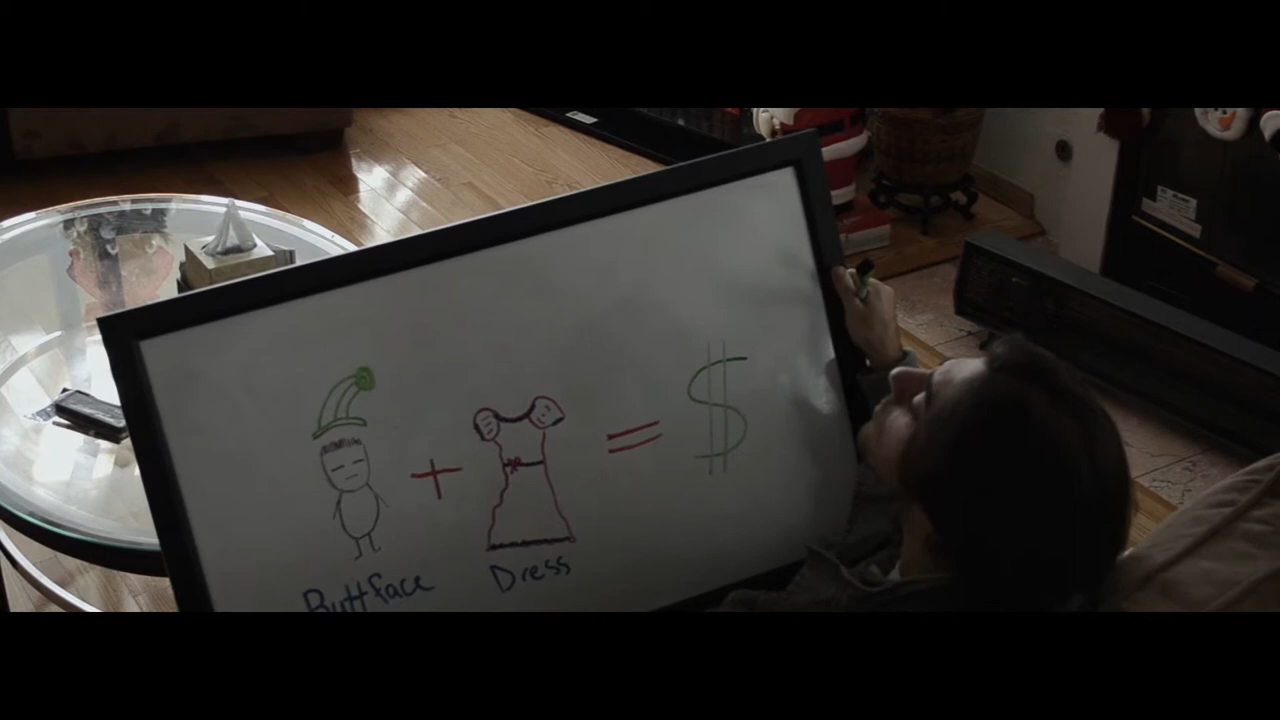 + = $
Buttface Dress